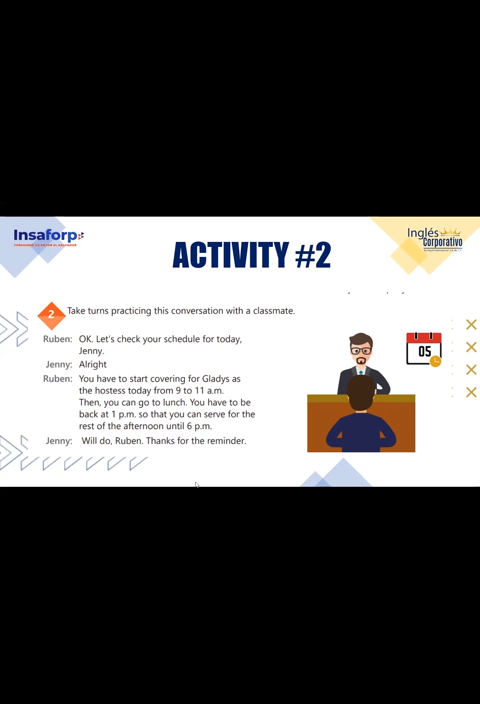 Insaforp
Inglés
Corporativo
ACTIVITY #2
2 Take turns practicing this conversation with a classmate.
Ruben: OK. Let's check your schedule for today,
Jenny.
Jenny: Alright
Ruben: You have to start covering for Gladys as
the hostess today from 9 to 11 a.m.
Then, you can go to lunch. You have to be
back at 1 p.m. so that you can serve for the
rest of the afternoon until 6 p.m.
Jenny: Will do, Ruben. Thanks for the reminder.
05